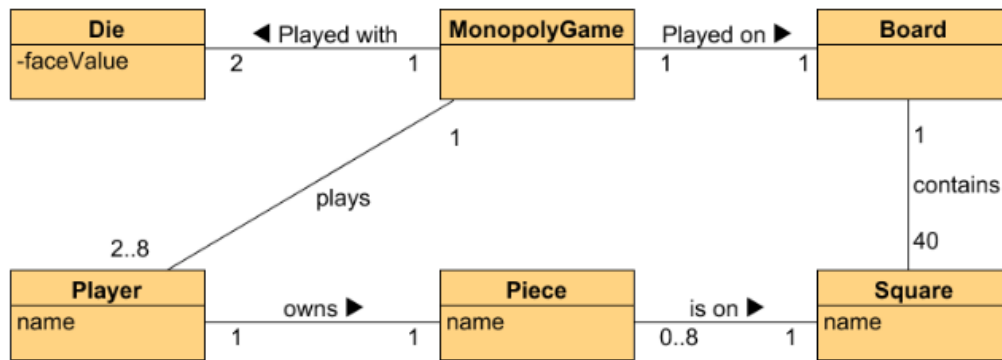 Die
-faceValue
◀ Played with
2
1
MonopolyGame
Played on ▶
1
1
Board
1
plays
2..8
1
contains
40
Player
name
owns ▶
1
1
Piece
name
is on ▶
0..8
1
Square
name